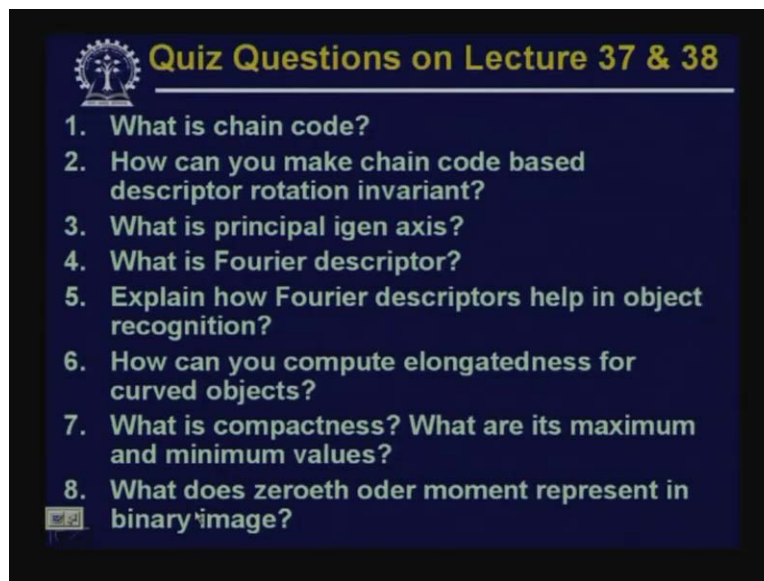 Quiz Questions on Lecture 37 & 38
1. What is chain code?
2. How can you make chain code based
descriptor rotation invariant?
3. What is principal igen axis?
4. What is Fourier descriptor?
5. Explain how Fourier descriptors help in object
recognition?
6. How can you compute elongatedness for
curved objects?
7. What is compactness? What are its maximum
and minimum values?
8. What does zeroeth oder moment represent in
binary image?